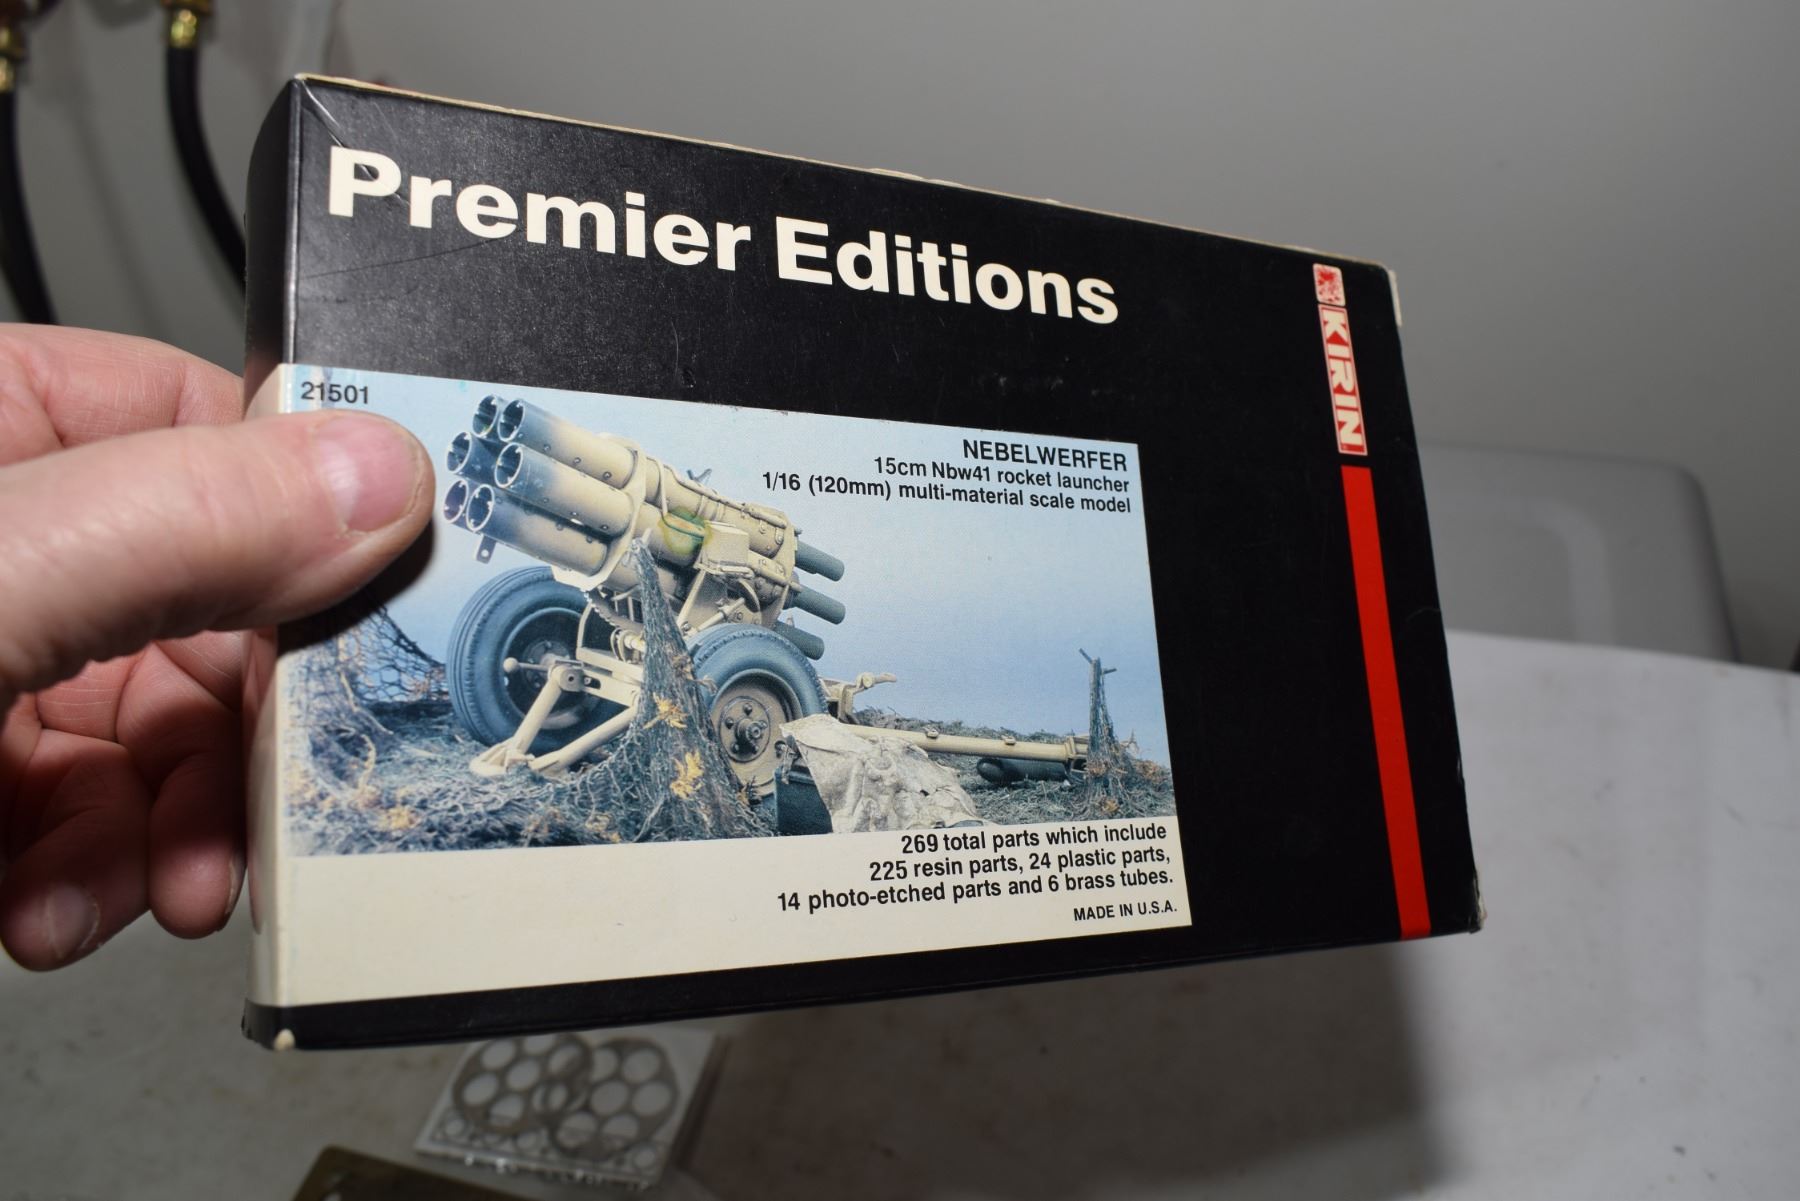 Premier Editions
KIRIN
21501
NEBELWERFER
15cm Nbw41 rocket launcher
1/16 (120mm) multi-material scale model
269 total parts which include
225 resin parts, 24 plastic parts,
14 photo-etched parts and 6 brass tubes.
MADE IN U.S.A.